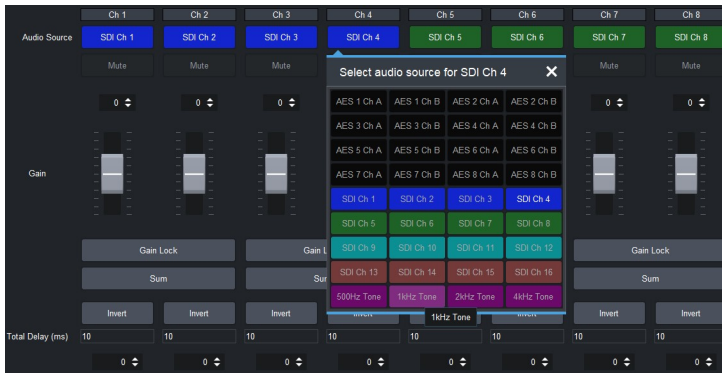 Ch 1 Ch 2 Ch 3 Ch 4 Ch 5 Ch 6 Ch 7 Ch 8
Audio Source SDI Ch 1 SDI Ch 2 SDI Ch 3 SDI Ch 4 SDI Ch 5 SDI Ch 6 SDI Ch 7 SDI Ch 8
Mute Mute Mute Mute Mute
Select audio source for SDI Ch 4
0 0 0 0 0
AES 1 Ch A AES 1 Ch B AES 2 Ch A AES 2 Ch B
AES 3 Ch A AES 3 Ch B AES 4 Ch A AES 4 Ch B
AES 5 Ch A AES 5 Ch B AES 6 Ch A AES 6 Ch B
Gain
AES 7 Ch A AES 7 Ch B AES 8 Ch A AES 8 Ch B
SDI Ch 1 SDI Ch 2 SDI Ch 3 SDI Ch 4
SDI Ch 5 SDI Ch 6 SDI Ch 7 SDI Ch 8
Gain Lock Gain L Gain Lock
SDI Ch 9 SDI Ch 10 SDI Ch 11 SDI Ch 12
Sum Sum
SDI Ch 13 SDI Ch 14 SDI Ch 15 SDI Ch 16
500Hz Tone 1kHz Tone 2kHz Tone 4kHz Tone
Invert Invert Invert Invert Invert Invert Invert
1kHz Tone
Total Delay (ms) 10 10 10 10 10 10 10 10
0 0 0 0 0 0 0 0